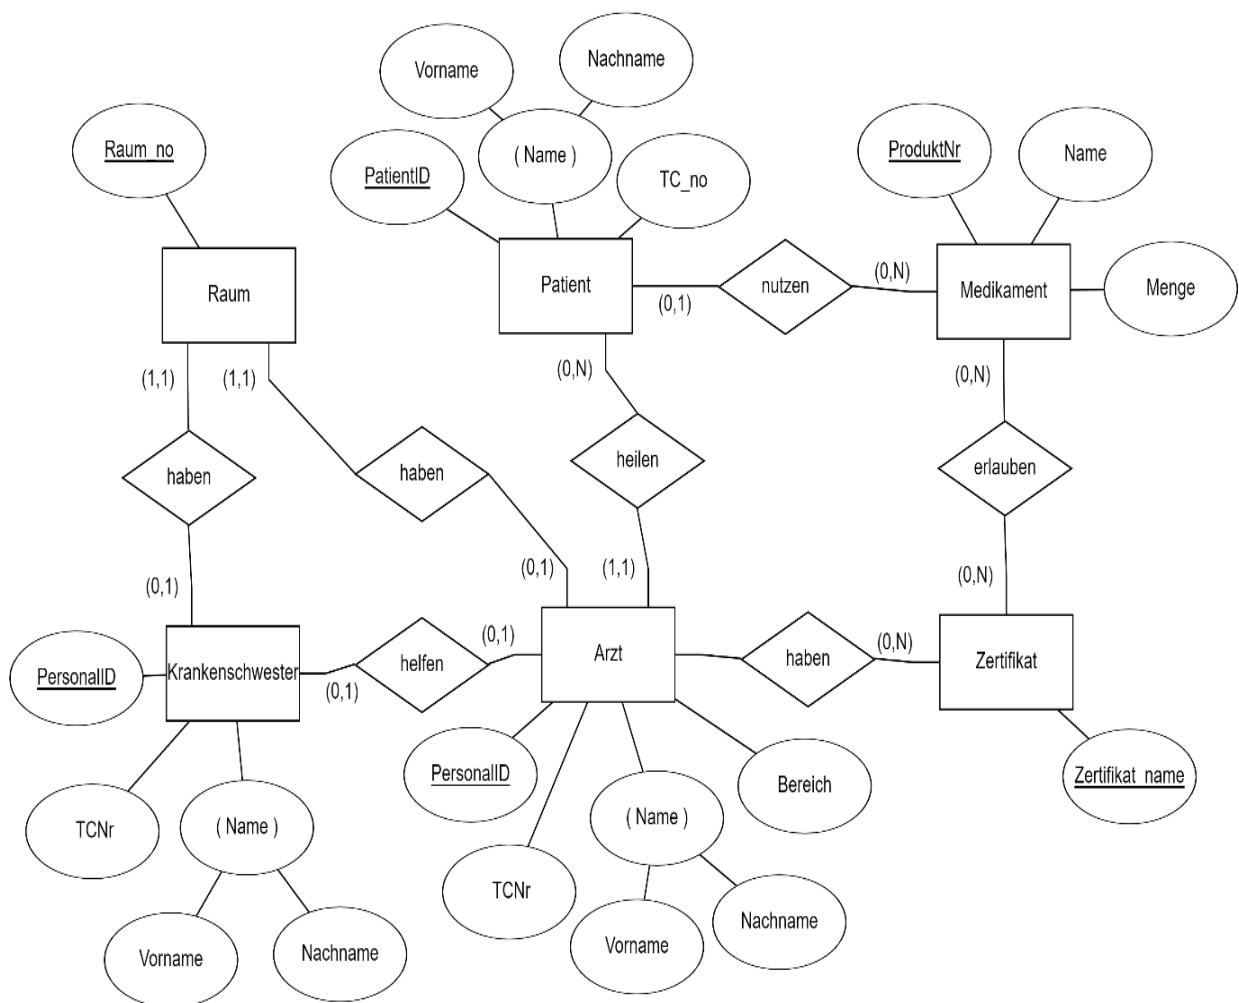 Vorname
Nachname
Raum_no
( Name )
PatientID
TC_no
ProduktNr
Name
Raum
Patient
nutzen
Medikament
Menge
(0,1)
(0,N)
(1,1)
(1,1)
(0,N)
(0,N)
haben
haben
heilen
erlauben
(0,1)
(0,1)
(1,1)
(0,N)
PersonalID
Krankenschwester
(0,1)
helfen
(0,1)
Arzt
haben
(0,N)
Zertifikat
PersonalID
Bereich
Zertifikat_name
TCNr
( Name )
( Name )
TCNr
Vorname
Nachname
Vorname
Nachname